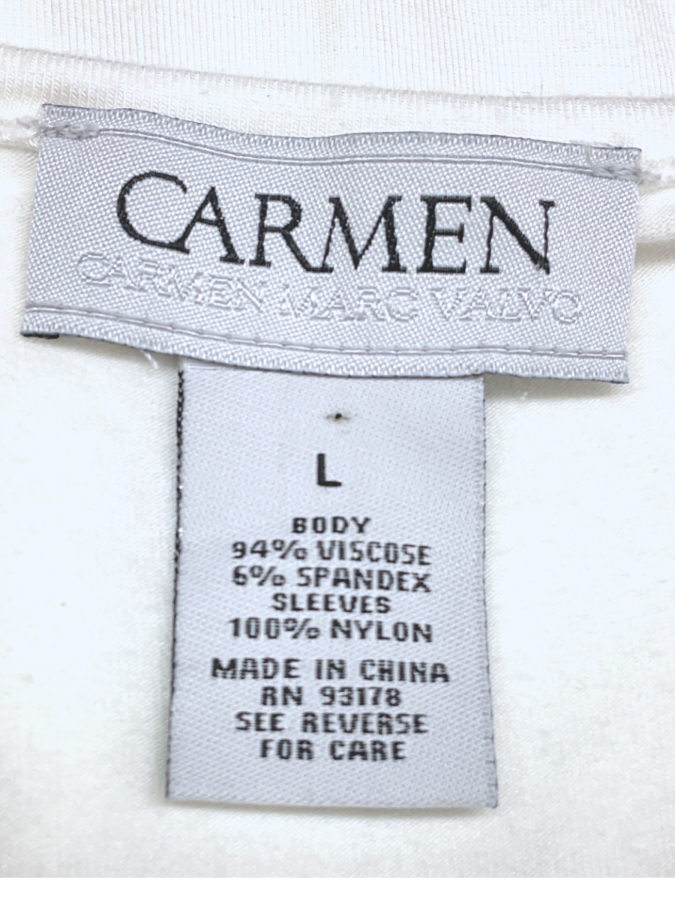 CARMEN
CARMEN MARC VALVO
L
BODY
94% VISCOSE
6% SPANDEX
SLEEVES
100% NYLON
MADE IN CHINA
RN 93178
SEE REVERSE
FOR CARE